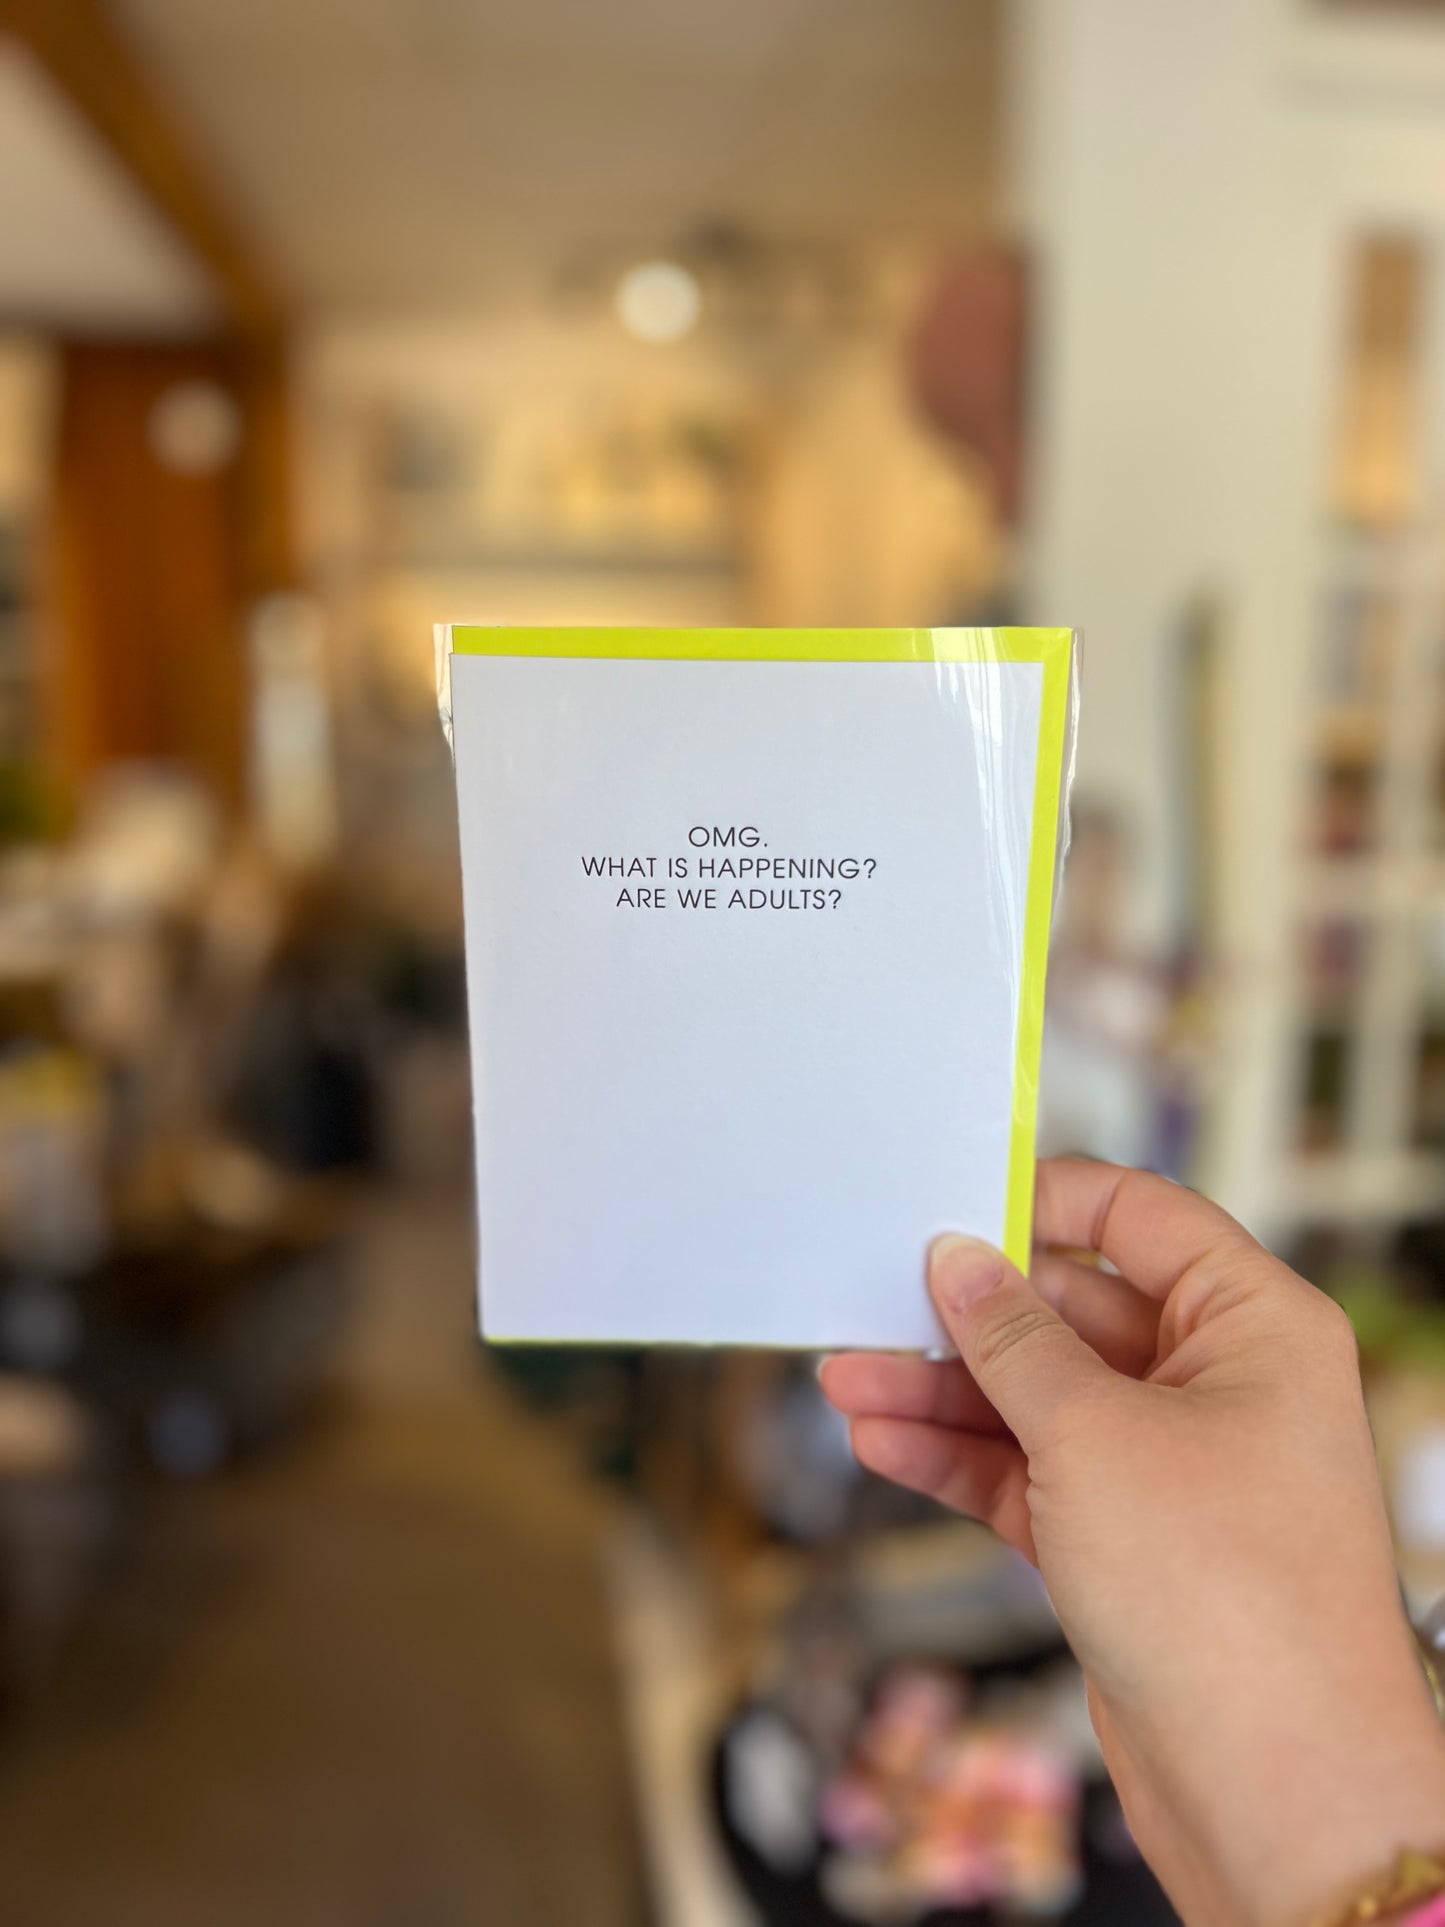 OMG.
WHAT IS HAPPENING?
ARE WE ADULTS?